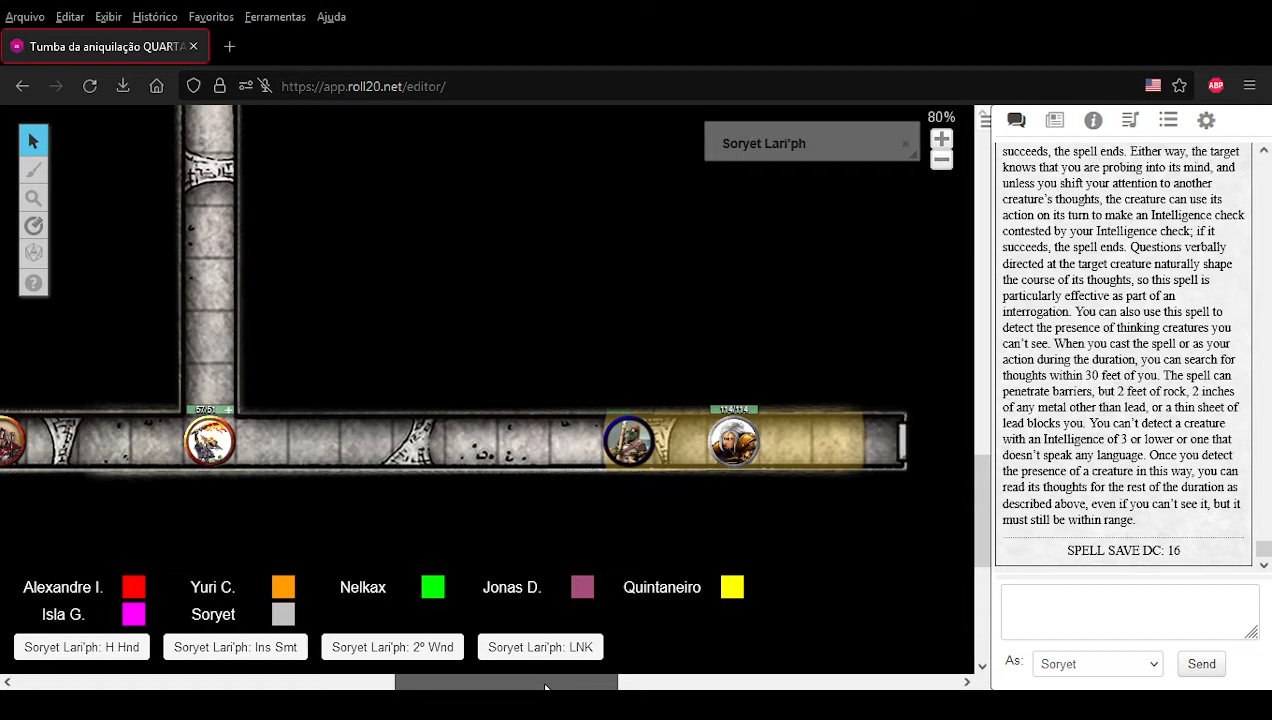 Arquivo Editar Exibir Histórico Favoritos Ferramentas Ajuda
Tumba da aniquilação QUARTA
https://app.roll20.net/editor/
ABP
80%
Soryet Lari'ph
57/51
114/114
succeeds, the spell ends. Either way, the target
knows that you are probing into its mind, and
unless you shift your attention to another
creature's thoughts, the creature can use its
action on its turn to make an Intelligence check
contested by your Intelligence check; if it
succeeds, the spell ends. Questions verbally
directed at the target creature naturally shape
the course of its thoughts, so this spell is
particularly effective as part of an
interrogation. You can also use this spell to
detect the presence of thinking creatures you
can't see. When you cast the spell or as your
action during the duration, you can search for
thoughts within 30 feet of you. The spell can
penetrate barriers, but 2 feet of rock, 2 inches
of any metal other than lead, or a thin sheet of
lead blocks you. You can't detect a creature
with an Intelligence of 3 or lower or one that
doesn't speak any language. Once you detect
the presence of a creature in this way, you can
read its thoughts for the rest of the duration as
described above, even if you can't see it, but it
must still be within range.
SPELL SAVE DC: 16
Alexandre I. Yuri C. Nelkax Jonas D. Quintaneiro
Isla G. Soryet
Soryet Lari'ph: H Hnd Soryet Lari'ph: Ins Smt Soryet Lari'ph: 2º Wnd Soryet Lari'ph: LNK
As: Soryet Send